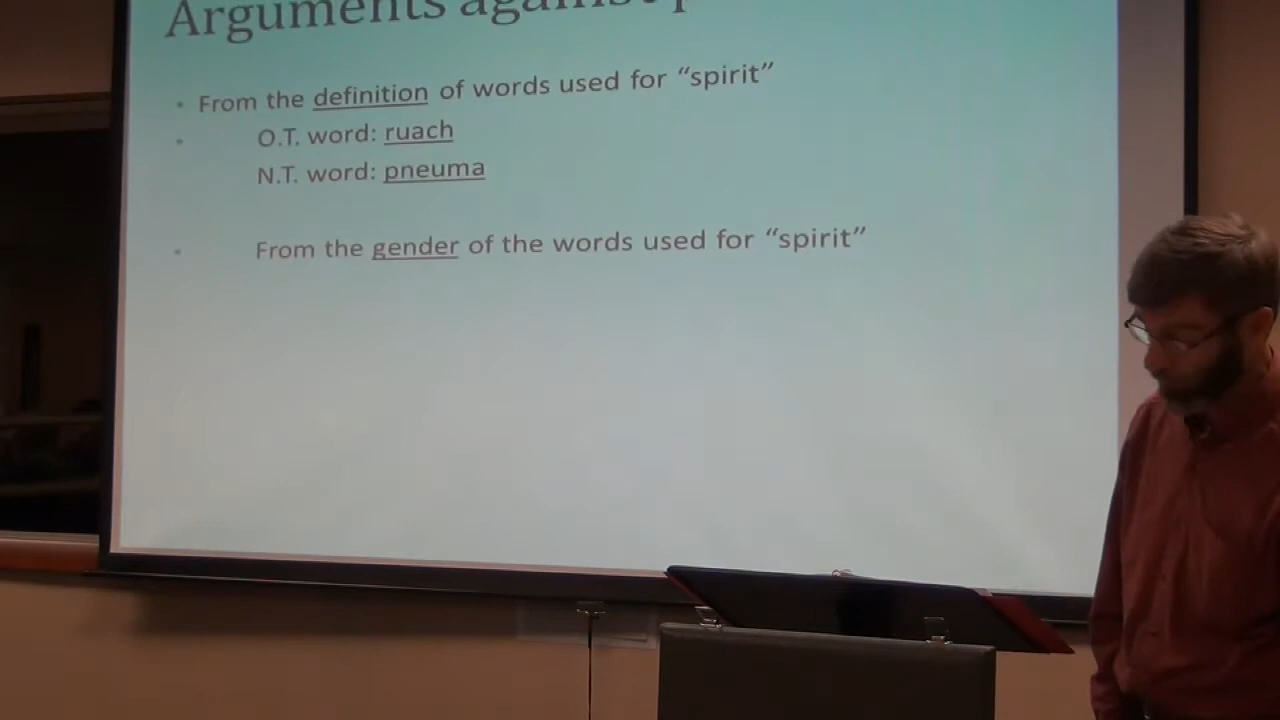 Arguments against
From the definition of words used for “spirit”
O.T. word: ruach
N.T. word: pneuma
From the gender of the words used for “spirit”